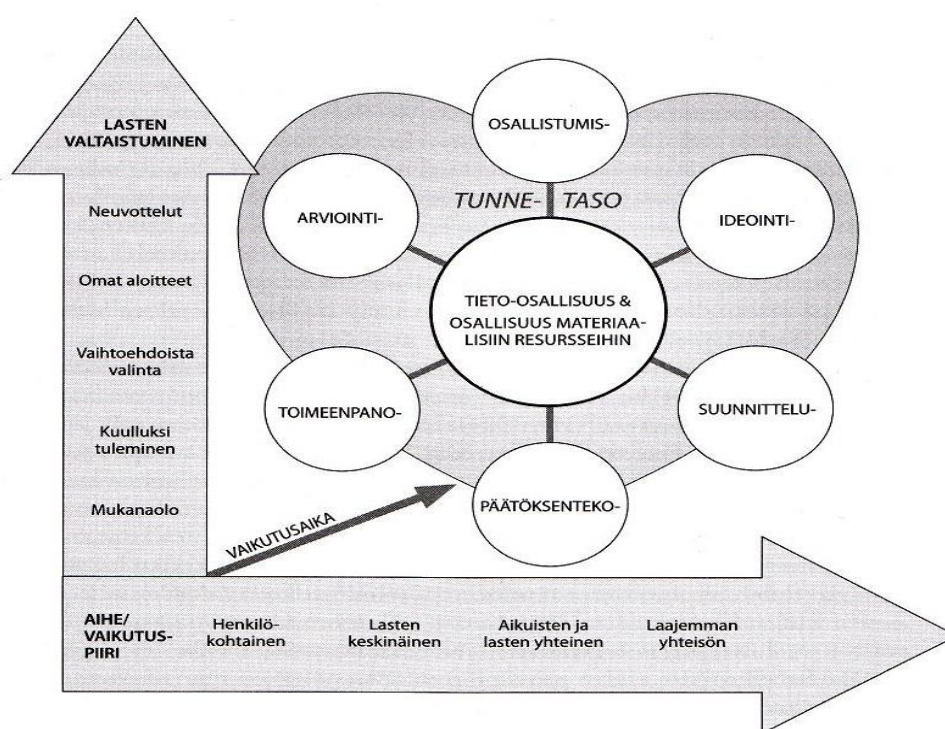 LASTEN
VALTAISTUMINEN
Neuvottelut
Omat aloitteet
Vaihtoehdoista
valinta
Kuulluksi
tuleminen
Mukanaolo
OSALLISTUMIS-
TUNNE- TASO
ARVIOINTI-
IDEOINTI-
TIETO-OSALLISUUS &
OSALLISUUS MATERIAA-
LISIIN RESURSSEIHIN
TOIMEENPANO-
SUUNNITTELU-
PÄÄTÖKSENTEKO-
VAIKUTUSAIKA
AIHE/
VAIKUTUS-
PIIRI
Henkilö-
kohtainen
Lasten
keskinäinen
Aikuisten ja
lasten yhteinen
Laajemman
yhteisön